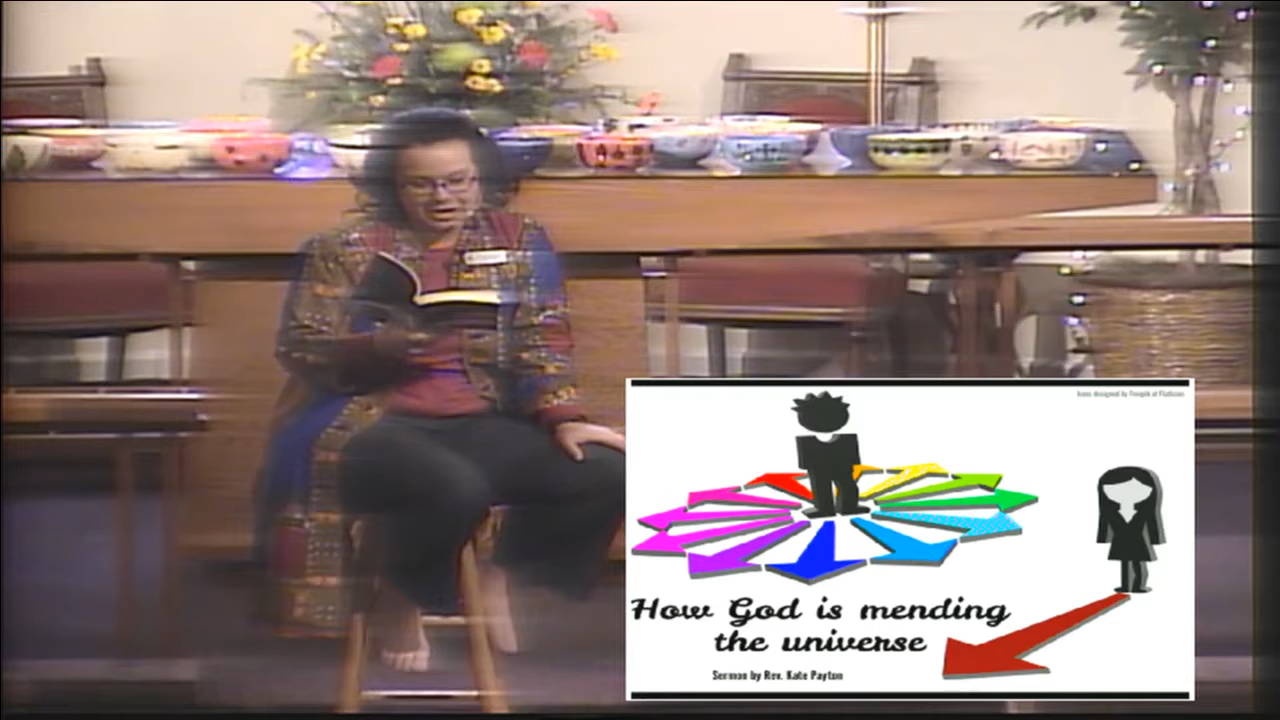 Icons designed by Freepik at Flaticon
How God is mending
the universe
Sermon by Rev. Kate Payton